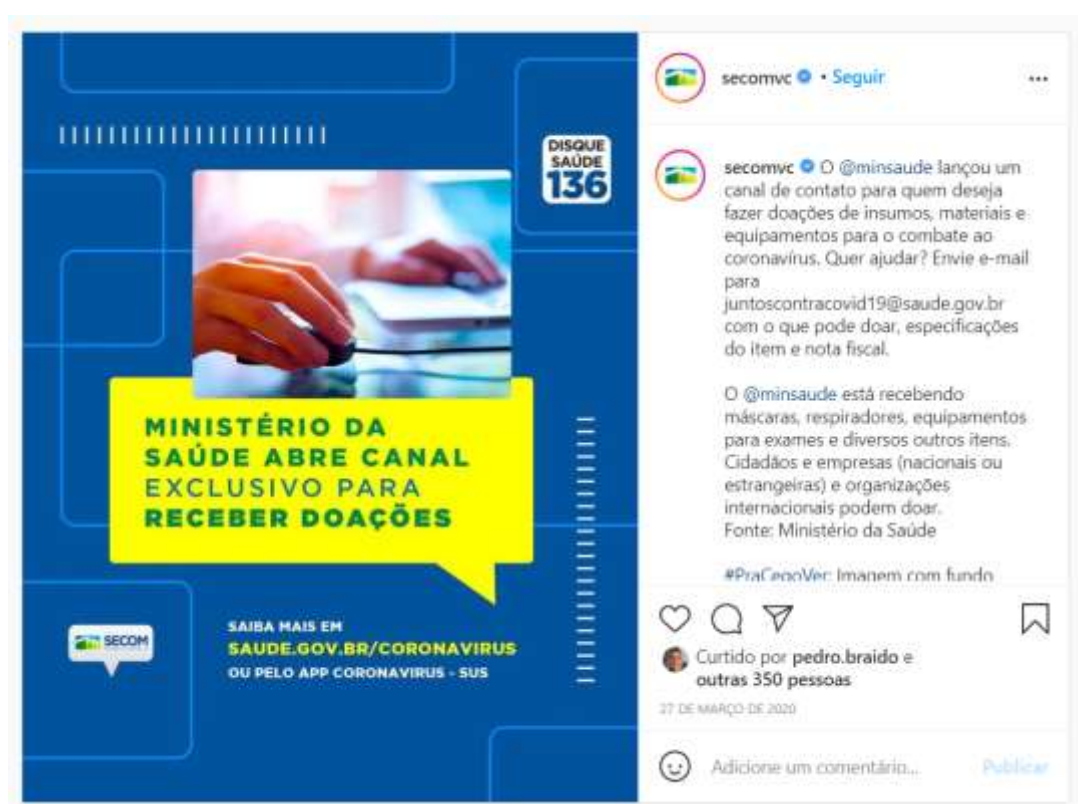 DISQUE
SAÚDE
136
MINISTÉRIO DA
SAÚDE ABRE CANAL
EXCLUSIVO PARA
RECEBER DOAÇÕES
SECOM
SAIBA MAIS EM
SAUDE.GOV.BR/CORONAVIRUS
OU PELO APP CORONAVIRUS - SUS
secomvc • Seguir
secomvc O @minsaude lançou um
canal de contato para quem deseja
fazer doações de insumos, materiais e
equipamentos para o combate ao
coronavírus. Quer ajudar? Envie e-mail
para
juntoscontracovid19@saude.gov.br
com o que pode doar, especificações
do item e nota fiscal.
O @minsaude está recebendo
máscaras, respiradores, equipamentos
para exames e diversos outros itens.
Cidadãos e empresas (nacionais ou
estrangeiras) e organizações
internacionais podem doar.
Fonte: Ministério da Saúde
#PraCegoVer: Imagem com fundo
Curtido por pedro.braido e
outras 350 pessoas
27 DE MARÇO DE 2020
Adicione um comentário... Publicar